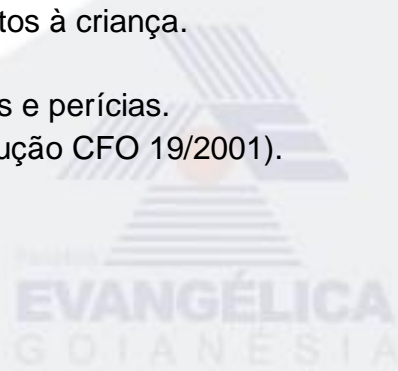 tos à criança.
s e perícias.
ução CFO 19/2001).
EVANGÉLICA
GOIANÉSIA